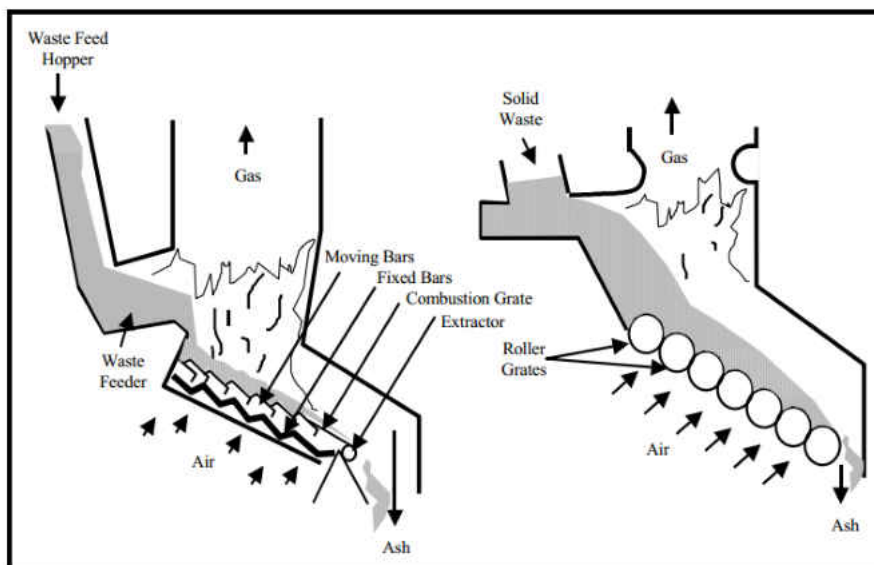 Waste Feed
Hopper
Gas
Moving Bars
Fixed Bars
Combustion Grate
Extractor
Waste
Feeder
Air
Ash
Solid
Waste
Gas
Roller
Grates
Air
Ash